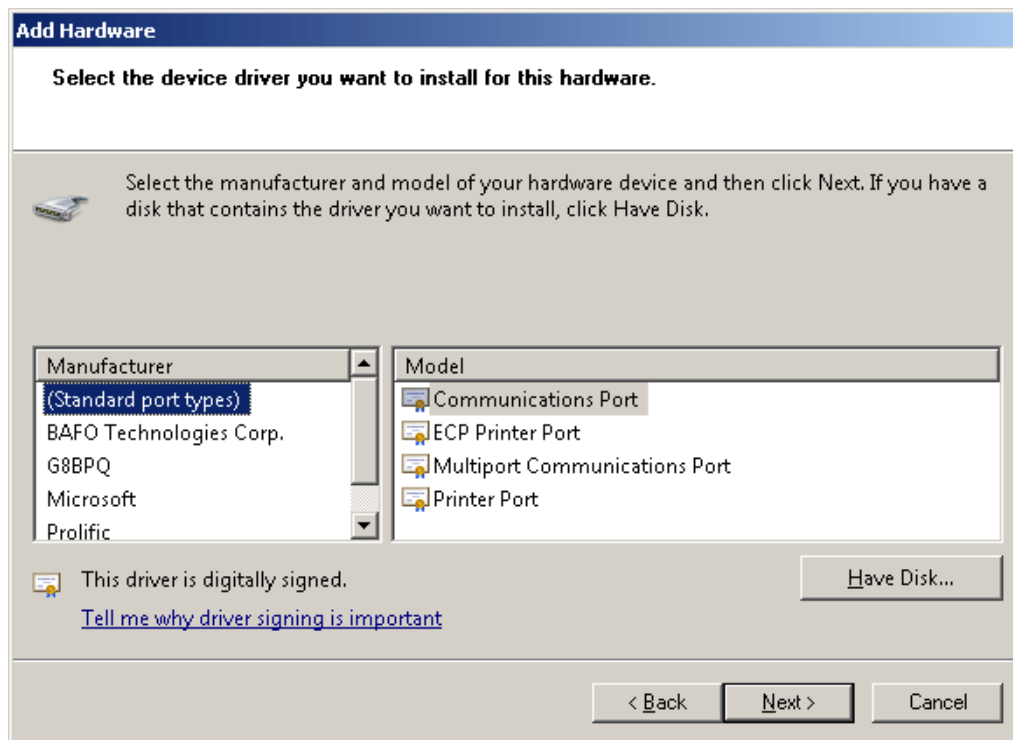 Add Hardware
Select the device driver you want to install for this hardware.
Select the manufacturer and model of your hardware device and then click Next. If you have a
disk that contains the driver you want to install, click Have Disk.
Manufacturer
(Standard port types)
BAFO Technologies Corp.
G8BPQ
Microsoft
Prolific
Model
Communications Port
ECP Printer Port
Multiport Communications Port
Printer Port
This driver is digitally signed.
Tell me why driver signing is important
Have Disk...
< Back
Next >
Cancel